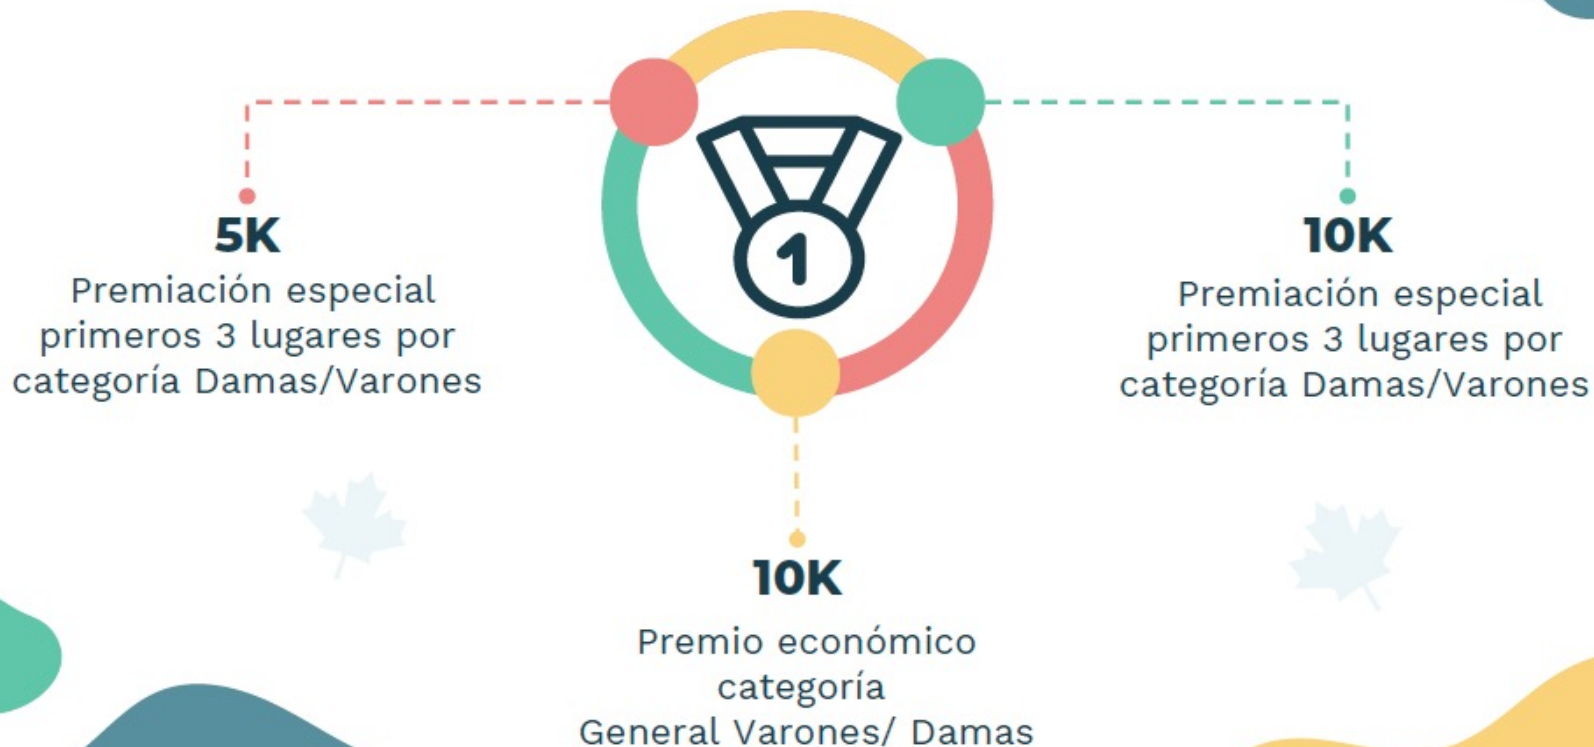 1
5K
Premiación especial
primeros 3 lugares por
categoría Damas/Varones
10K
Premiación especial
primeros 3 lugares por
categoría Damas/Varones
10K
Premio económico
categoría
General Varones/ Damas